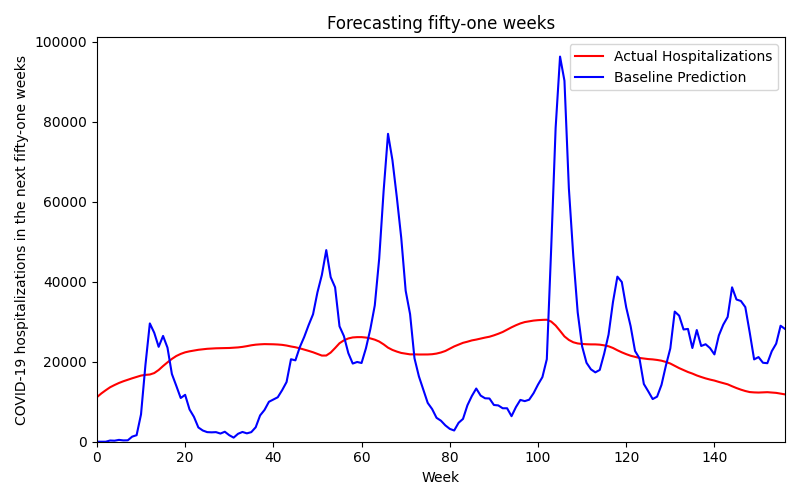 Forecasting fifty-one weeks
COVID-19 hospitalizations in the next fifty-one weeks
100000
80000
60000
40000
20000
0
Actual Hospitalizations
Baseline Prediction
0 20 40 60 80 100 120 140
Week